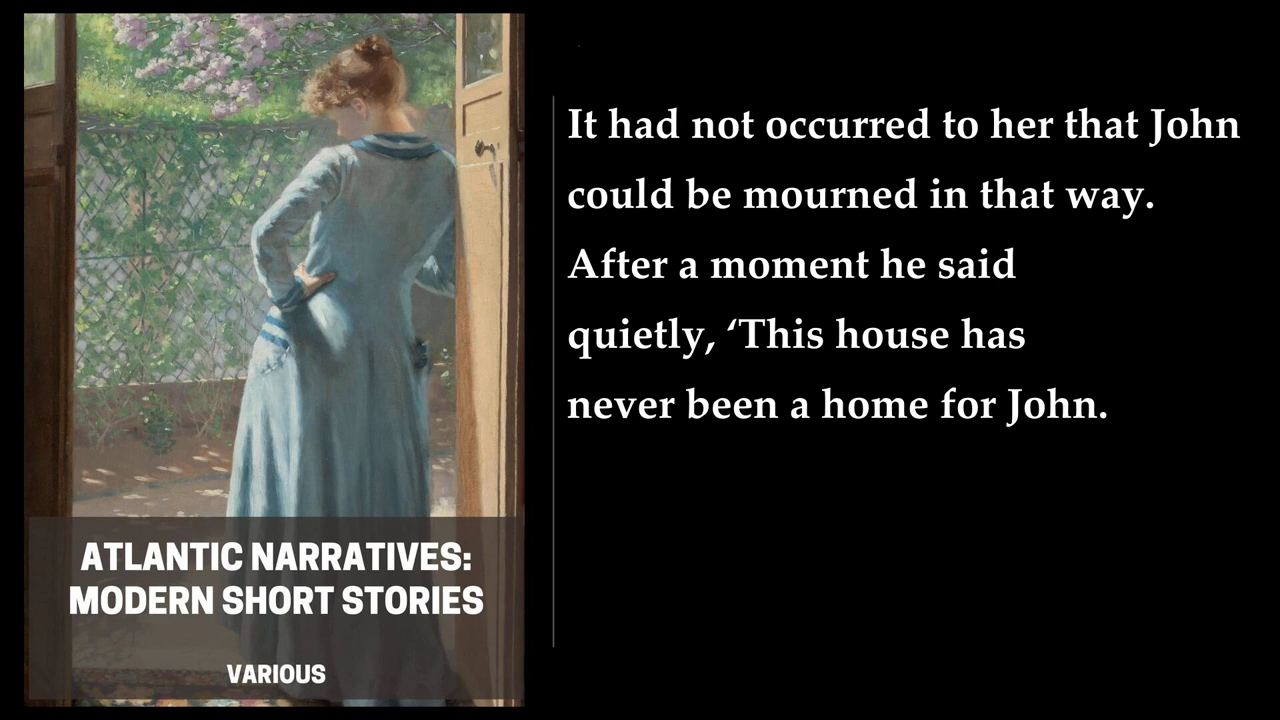 It had not occurred to her that John
could be mourned in that way.
After a moment he said
quietly, ‘This house has
never been a home for John.
ATLANTIC NARRATIVES:
MODERN SHORT STORIES
VARIOUS